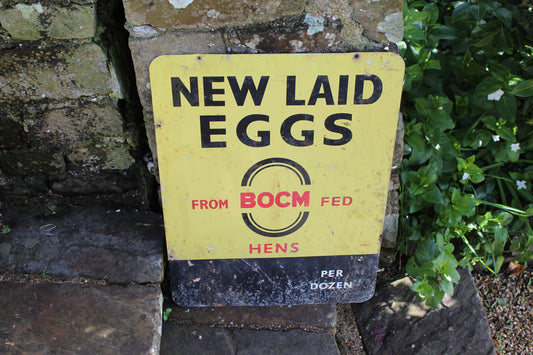 NEW LAID
EGGS
FROM BOCM FED
HENS
PER
DOZEN